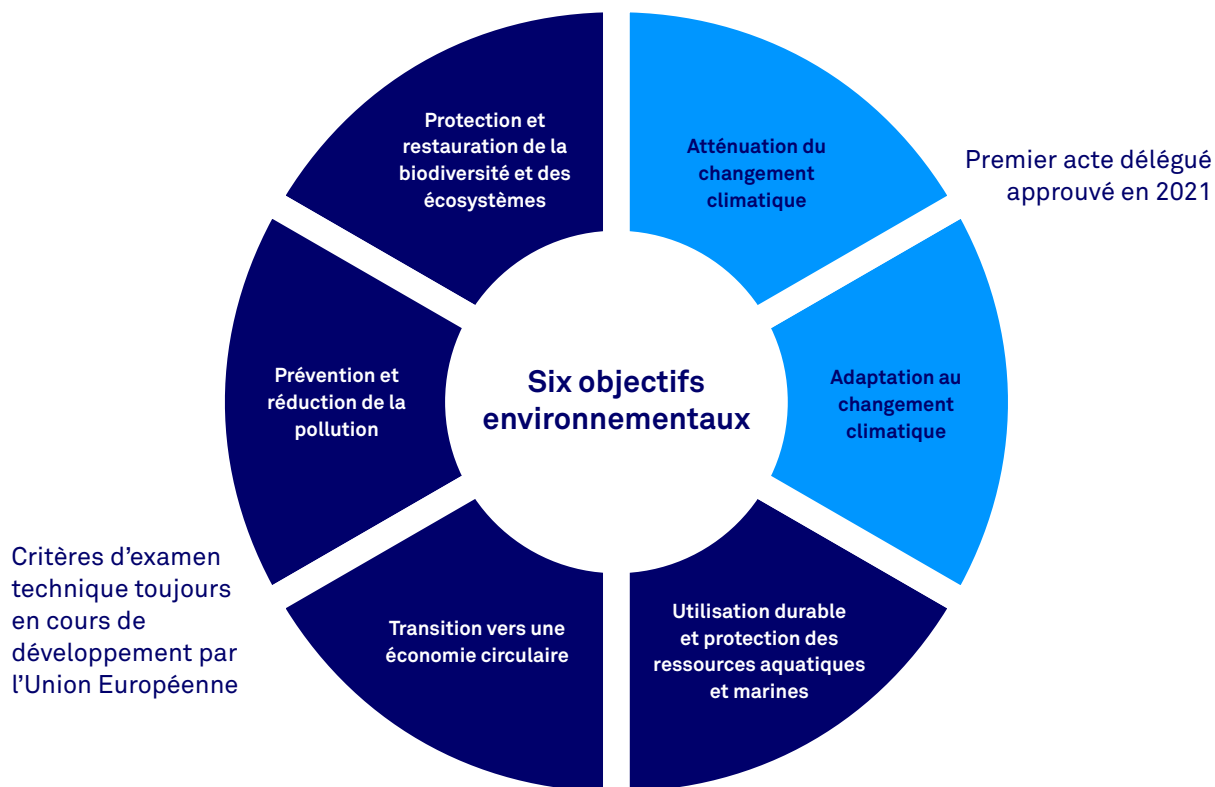 Protection et
restauration de la
biodiversité et des
écosystèmes
Atténuation du
changement
climatique
Premier acte délégué
approuvé en 2021
Prévention et
réduction de la
pollution
Six objectifs
environnementaux
Adaptation au
changement
climatique
Critères d’examen
technique toujours
en cours de
développement par
l’Union Européenne
Transition vers une
économie circulaire
Utilisation durable
et protection des
ressources aquatiques
et marines